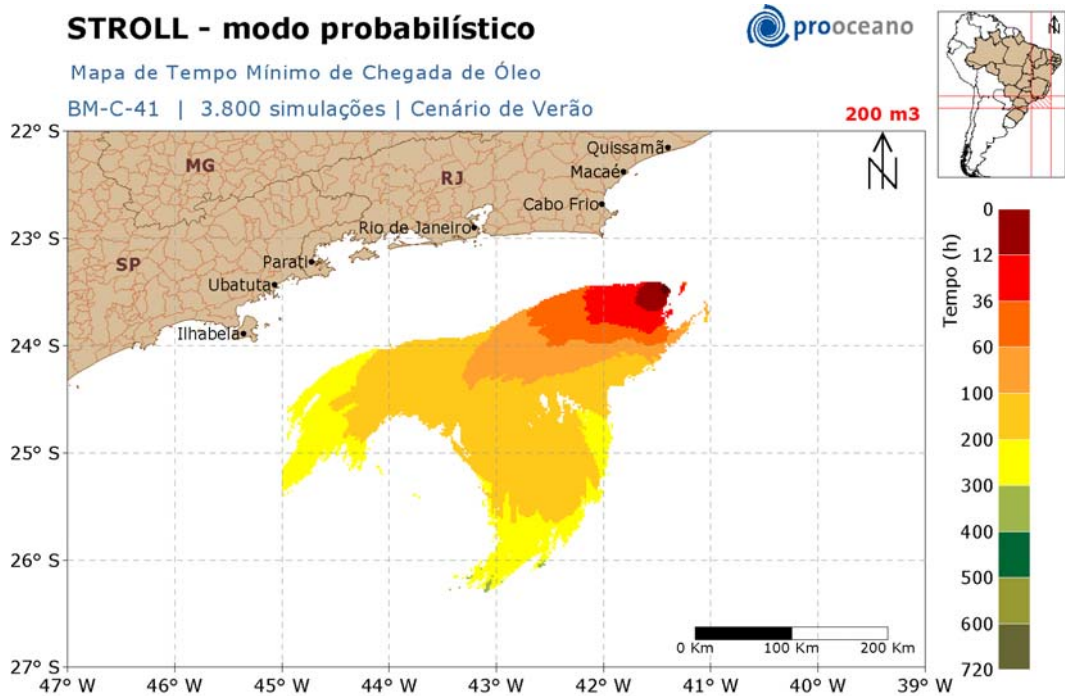 STROLL - modo probabilístico
prooceano
Mapa de Tempo Mínimo de Chegada de Óleo
BM-C-41 | 3.800 simulações | Cenário de Verão
200 m3
N
N
22° S
23° S
24° S
25° S
26° S
27° S
MG
RJ
SP
Quissamã
Macaé
Cabo Frio
Rio de Janeiro
Parati
Ubatuta
Ilhabela
Tempo (h)
0
12
36
60
100
200
300
400
500
600
720
0 Km 100 Km 200 Km
47° W 46° W 45° W 44° W 43° W 42° W 41° W 40° W 39° W